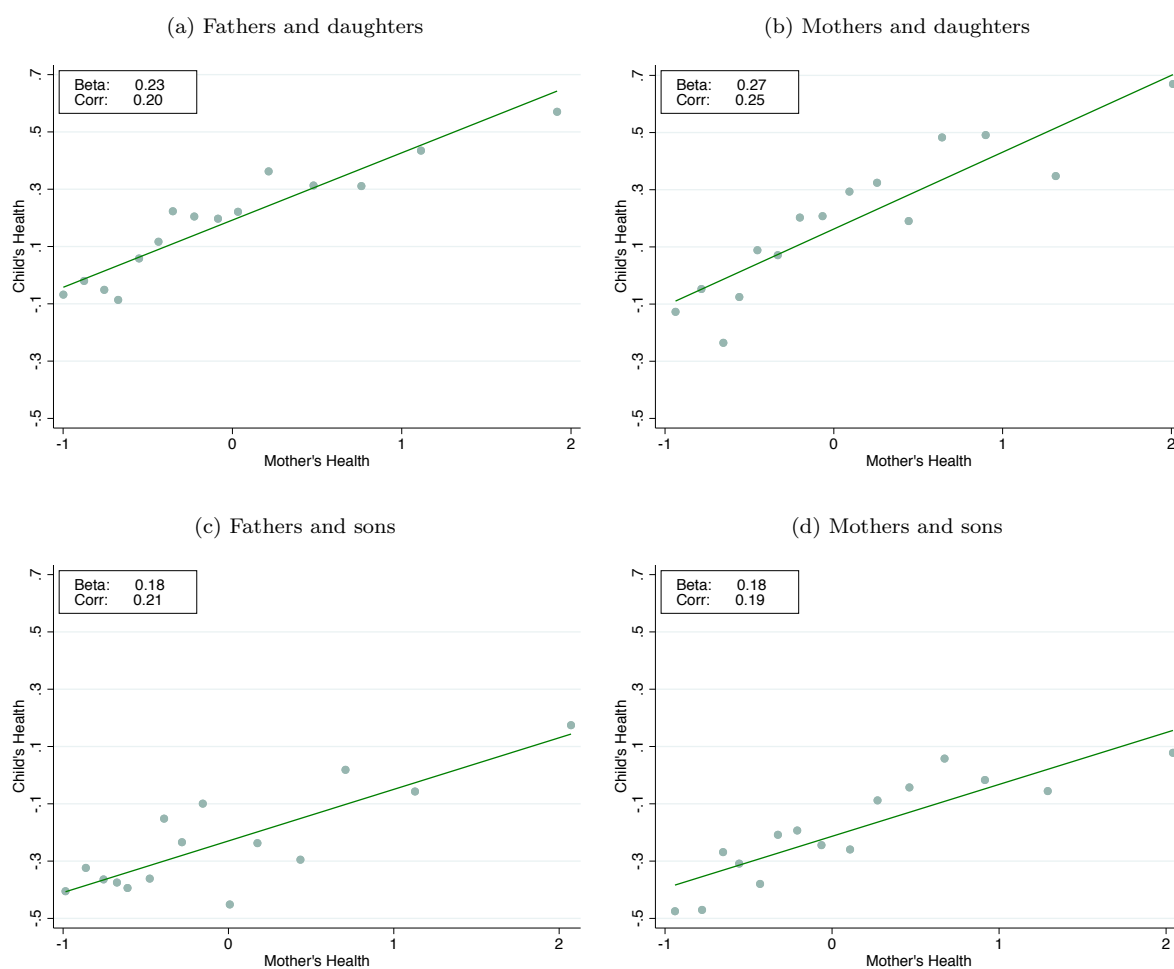 (a) Fathers and daughters
Beta: 0.23
Corr: 0.20
Child's Health
.7
.5
.3
.1
-.1
-.3
-.5
-1 0 1 2
Mother's Health
(b) Mothers and daughters
Beta: 0.27
Corr: 0.25
Child's Health
.7
.5
.3
.1
-.1
-.3
-.5
-1 0 1 2
Mother's Health
(c) Fathers and sons
Beta: 0.18
Corr: 0.21
Child's Health
.7
.5
.3
.1
-.1
-.3
-.5
-1 0 1 2
Mother's Health
(d) Mothers and sons
Beta: 0.18
Corr: 0.19
Child's Health
.7
.5
.3
.1
-.1
-.3
-.5
-1 0 1 2
Mother's Health